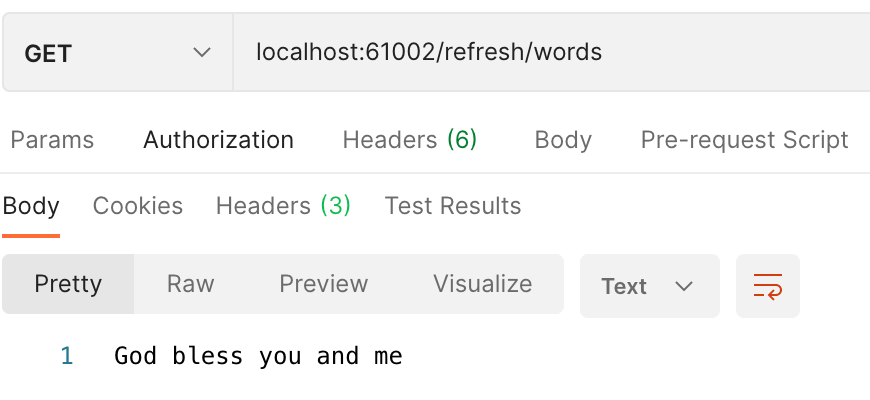 GET localhost:61002/refresh/words
Params Authorization Headers (6) Body Pre-request Script
Body Cookies Headers (3) Test Results
Pretty Raw Preview Visualize Text
1 God bless you and me